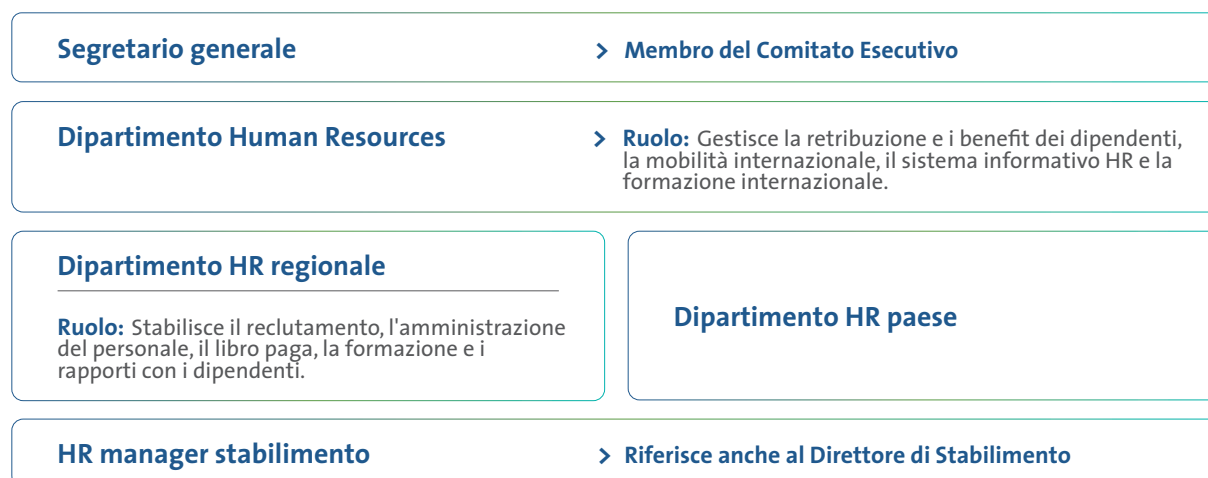 Segretario generale
> Membro del Comitato Esecutivo
Dipartimento Human Resources
> Ruolo: Gestisce la retribuzione e i benefit dei dipendenti,
la mobilità internazionale, il sistema informativo HR e la
formazione internazionale.
Dipartimento HR regionale
Ruolo: Stabilisce il reclutamento, l'amministrazione
del personale, il libro paga, la formazione e i
rapporti con i dipendenti.
Dipartimento HR paese
HR manager stabilimento
> Riferisce anche al Direttore di Stabilimento